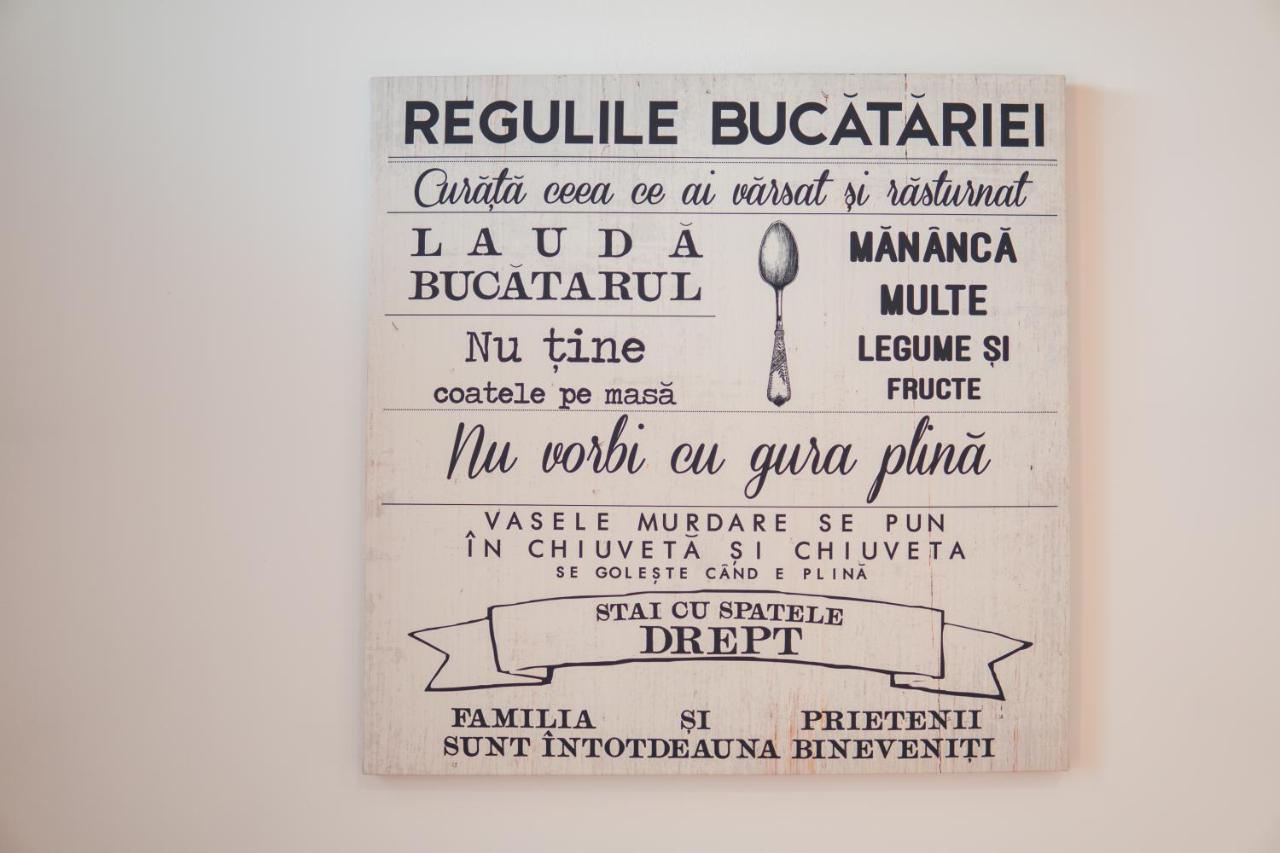 REGULILE BUCĂTĂRIEI
Curăță ceea ce ai vărsat și răsturnat
LAUDĂ
BUCĂTARUL
Nu ține
coatele pe masă
MĂNÂNCĂ
MULTE
LEGUME ȘI
FRUCTE
Nu vorbi cu gura plină
VASELE MURDARE SE PUN
ÎN CHIUVETĂ ȘI CHIUVETA
SE GOLEȘTE CÂND E PLINĂ
STAI CU SPATELE
DREPT
FAMILIA ȘI PRIETENII
SUNT ÎNTOTDEAUNA BINEVENIȚI